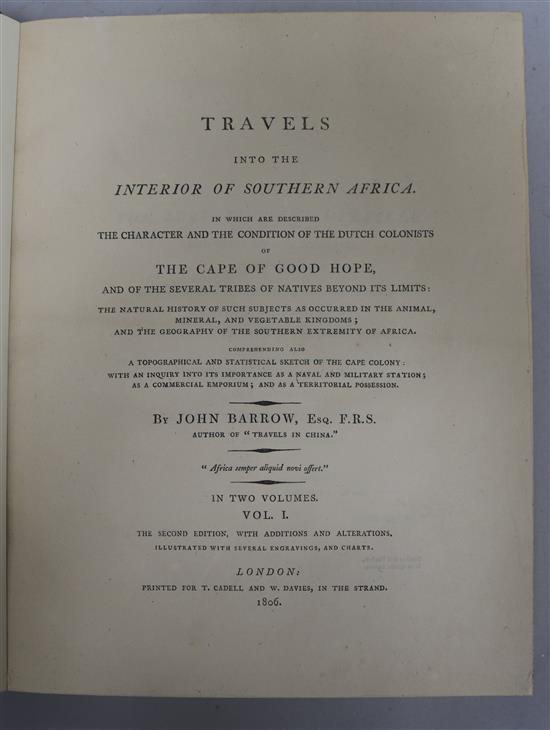 TRAVELS
INTO THE
INTERIOR OF SOUTHERN AFRICA.
IN WHICH ARE DESCRIBED
THE CHARACTER AND THE CONDITION OF THE DUTCH COLONISTS
OF
THE CAPE OF GOOD HOPE,
AND OF THE SEVERAL TRIBES OF NATIVES BEYOND ITS LIMITS:
THE NATURAL HISTORY OF SUCH SUBJECTS AS OCCURRED IN THE ANIMAL,
MINERAL, AND VEGETABLE KINGDOMS;
AND THE GEOGRAPHY OF THE SOUTHERN EXTREMITY OF AFRICA.
COMPREHENDING ALSO
A TOPOGRAPHICAL AND STATISTICAL SKETCH OF THE CAPE COLONY:
WITH AN INQUIRY INTO ITS IMPORTANCE AS A NAVAL AND MILITARY STATION;
AS A COMMERCIAL EMPORIUM; AND AS A TERRITORIAL POSSESSION.
BY JOHN BARROW, ESQ. F.R.S.
AUTHOR OF "TRAVELS IN CHINA."
"Africa semper aliquid novi offert."
IN TWO VOLUMES.
VOL. I.
THE SECOND EDITION, WITH ADDITIONS AND ALTERATIONS.
ILLUSTRATED WITH SEVERAL ENGRAVINGS, AND CHARTS.
LONDON:
PRINTED FOR T. CADELL AND W. DAVIES, IN THE STRAND.
1806.